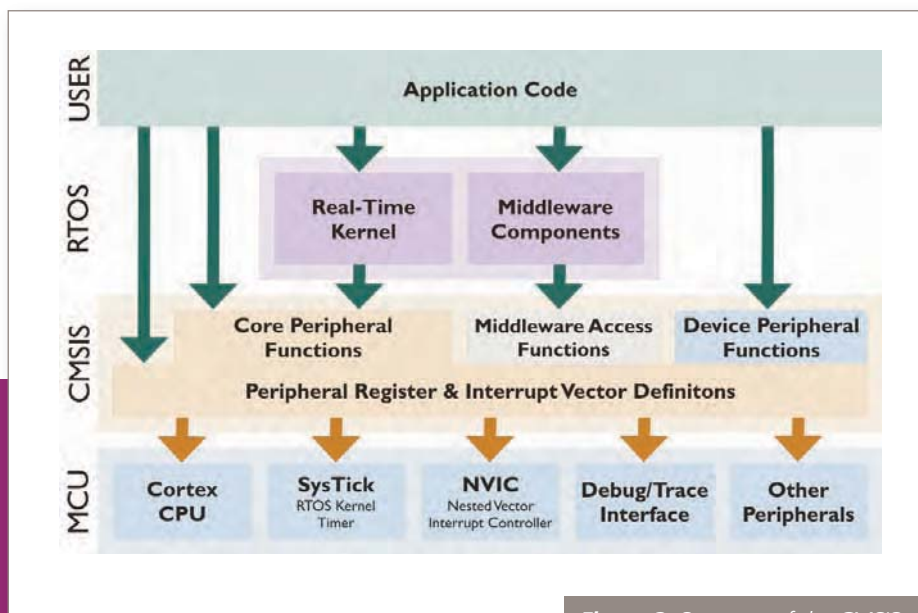 USER
Application Code
RTOS
Real-Time
Kernel
Middleware
Components
CMSIS
Core Peripheral
Functions
Middleware Access
Functions
Device Peripheral
Functions
Peripheral Register & Interrupt Vector Definitons
MCU
Cortex
CPU
SysTick
RTOS Kernel
Timer
NVIC
Nested Vector
Interrupt Controller
Debug/Trace
Interface
Other
Peripherals